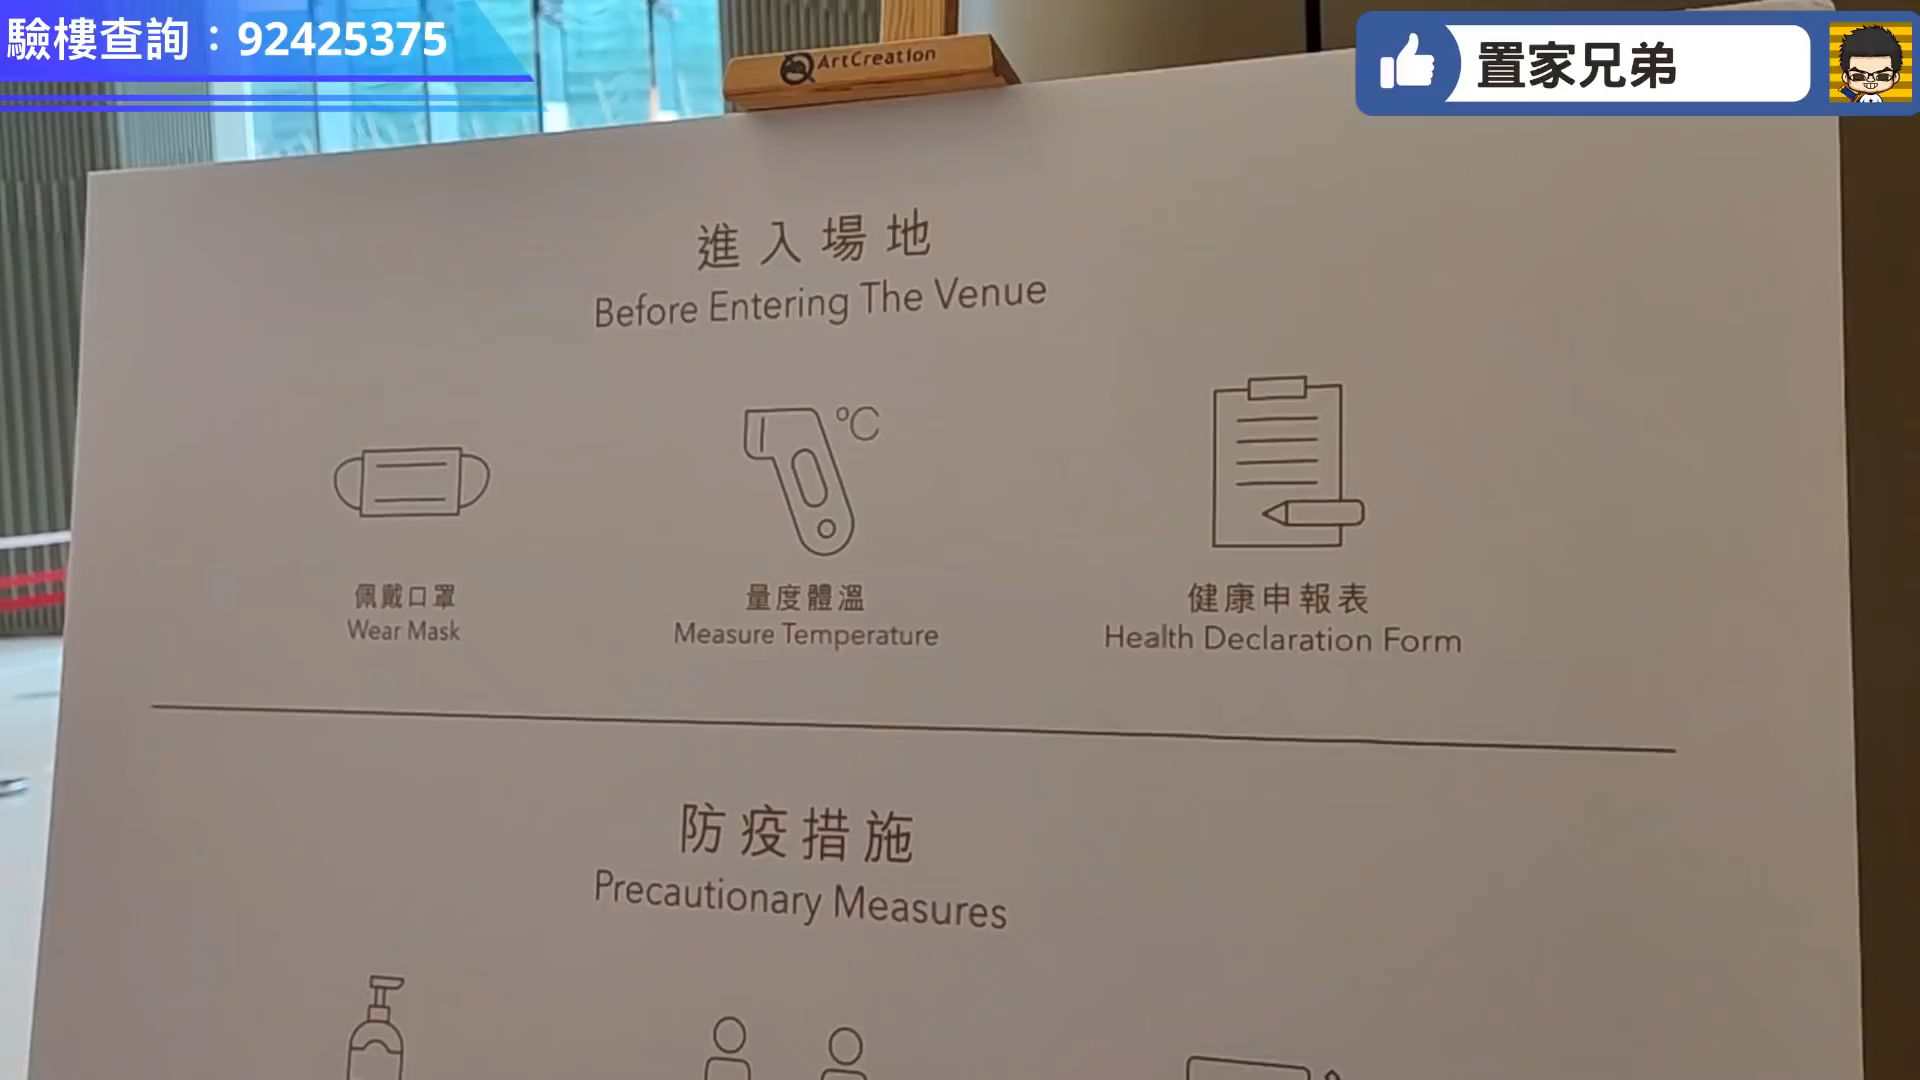 驗樓查詢：92425375
ArtCreation
置家兄弟
進入場地
Before Entering The Venue
°C
佩戴口罩
Wear Mask
量度體溫
Measure Temperature
健康申報表
Health Declaration Form
防疫措施
Precautionary Measures